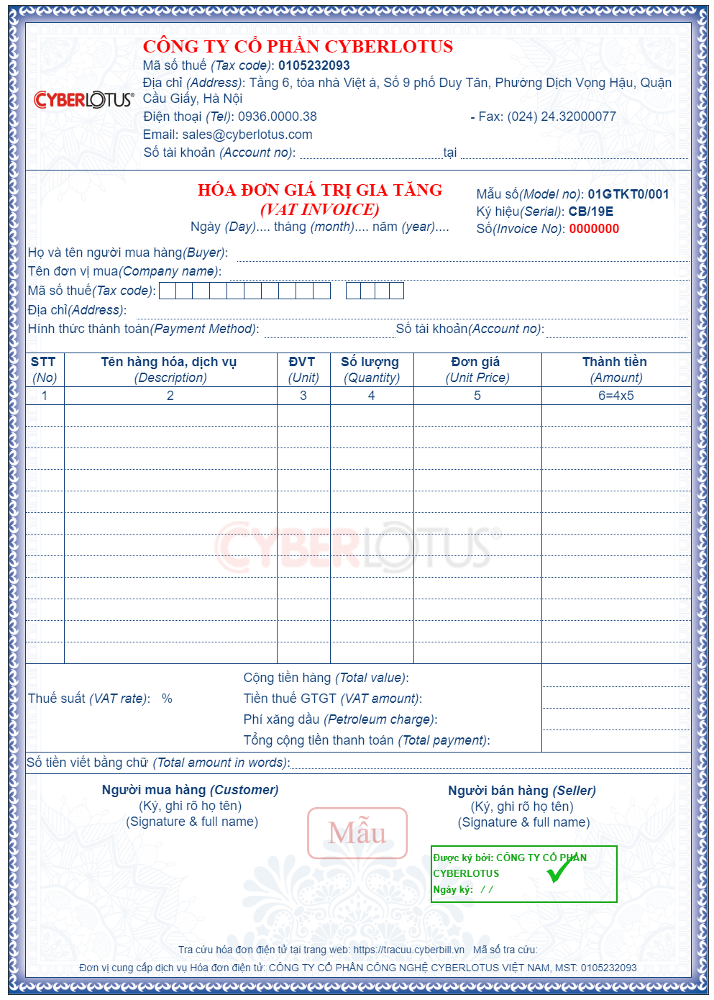 CÔNG TY CỔ PHẦN CYBERLOTUS
Mã số thuế (Tax code): 0105232093
Địa chỉ (Address): Tầng 6, tòa nhà Việt á, Số 9 phố Duy Tân, Phường Dịch Vọng Hậu, Quận
Cầu Giấy, Hà Nội
CYBERLOTUS®
Điện thoại (Tel): 0936.0000.38 - Fax: (024) 24.32000077
Email: sales@cyberlotus.com
Số tài khoản (Account no): tại
HÓA ĐƠN GIÁ TRỊ GIA TĂNG
(VAT INVOICE)
Ngày (Day).... tháng (month).... năm (year)....
Mẫu số(Model no): 01GTKT0/001
Ký hiệu(Serial): CB/19E
Số(Invoice No): 0000000
Họ và tên người mua hàng(Buyer):
Tên đơn vị mua(Company name):
Mã số thuế(Tax code):
Địa chỉ(Address):
Hình thức thành toán(Payment Method): Số tài khoản(Account no):
STT Tên hàng hóa, dịch vụ ĐVT Số lượng Đơn giá Thành tiền
(No) (Description) (Unit) (Quantity) (Unit Price) (Amount)
1 2 3 4 5 6=4x5
CYBERLOTUS®
Cộng tiền hàng (Total value):
Thuế suất (VAT rate): % Tiền thuế GTGT (VAT amount):
Phí xăng dầu (Petroleum charge):
Tổng cộng tiền thanh toán (Total payment):
Số tiền viết bằng chữ (Total amount in words):
Người mua hàng (Customer) Người bán hàng (Seller)
(Ký, ghi rõ họ tên) (Ký, ghi rõ họ tên)
(Signature & full name) (Signature & full name)
Mẫu
Được ký bởi: CÔNG TY CỔ PHẦN
CYBERLOTUS
Ngày ký: / /
Tra cứu hóa đơn điện tử tại trang web: https://tracuu.cyberbill.vn Mã số tra cứu:
Đơn vị cung cấp dịch vụ Hóa đơn điện tử: CÔNG TY CỔ PHẦN CÔNG NGHỆ CYBERLOTUS VIỆT NAM, MST: 0105232093